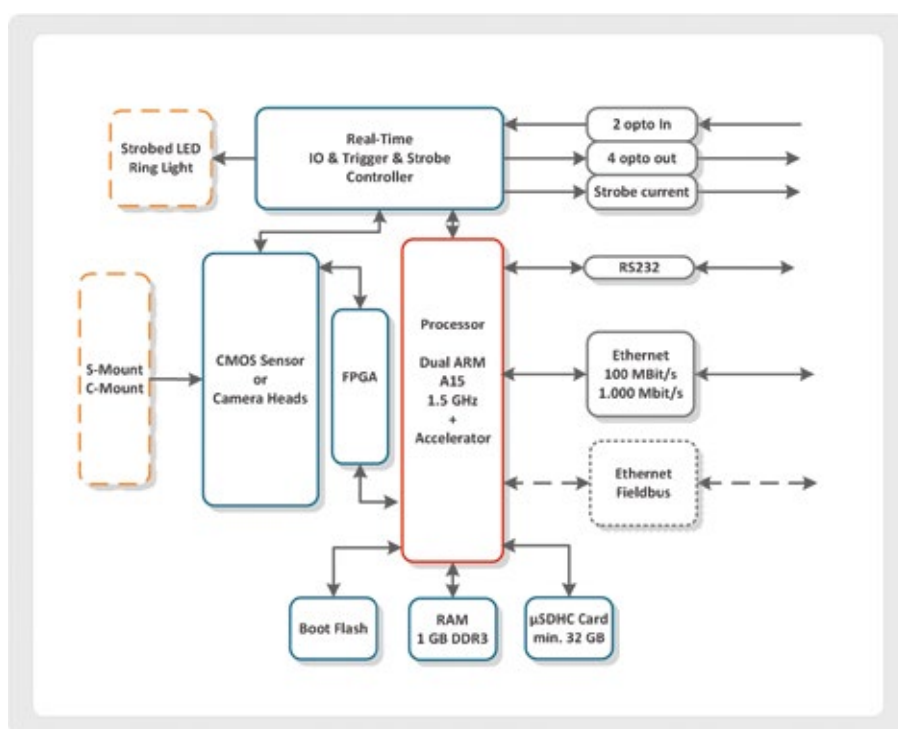 Strobed LED
Ring Light
Real-Time
IO & Trigger & Strobe
Controller
2 opto In
4 opto out
Strobe current
RS232
S-Mount
C-Mount
CMOS Sensor
or
Camera Heads
FPGA
Processor
Dual ARM
A15
1.5 GHz
+
Accelerator
Ethernet
100 MBit/s
1.000 Mbit/s
Ethernet
Fieldbus
Boot Flash
RAM
1 GB DDR3
µSDHC Card
min. 32 GB